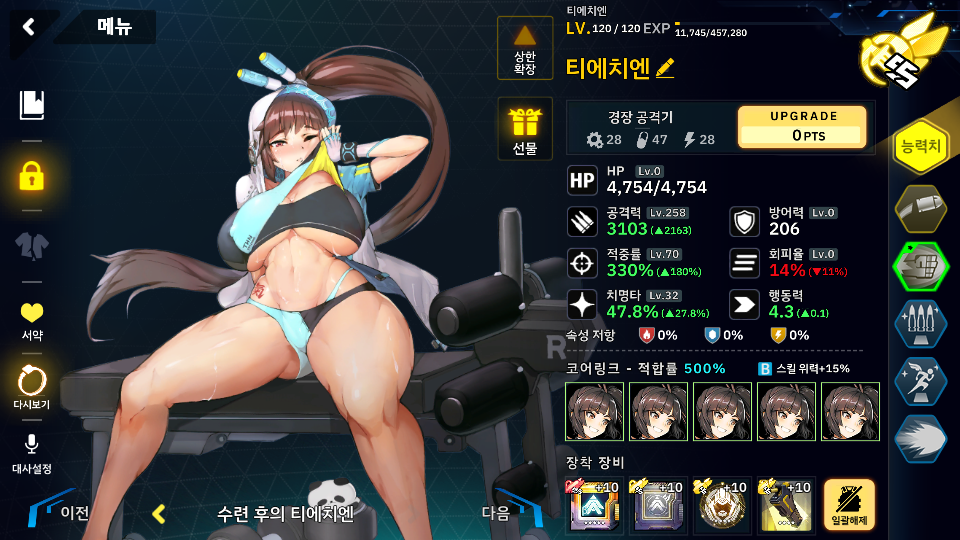 메뉴
상한
확장
선물
서약
다시보기
대사설정
이전
수련 후의 티에치엔
다음
티에치엔
LV.120 / 120 EXP 11,745/457,280
티에치엔
SS
경장 공격기
28 47 28
UPGRADE
0 PTS
능력치
HP
HP Lv.0
4,754/4,754
공격력 Lv.258
3103 (▲2163)
방어력 Lv.0
206
적중률 Lv.70
330% (▲180%)
회피율 Lv.0
14% (▼11%)
치명타 Lv.32
47.8% (▲27.8%)
행동력
4.3 (▲0.1)
속성 저항 0% 0% 0%
코어링크 - 적합률 500%
B 스킬 위력+15%
장착 장비
+10 +10 +10 +10
일괄해제
R